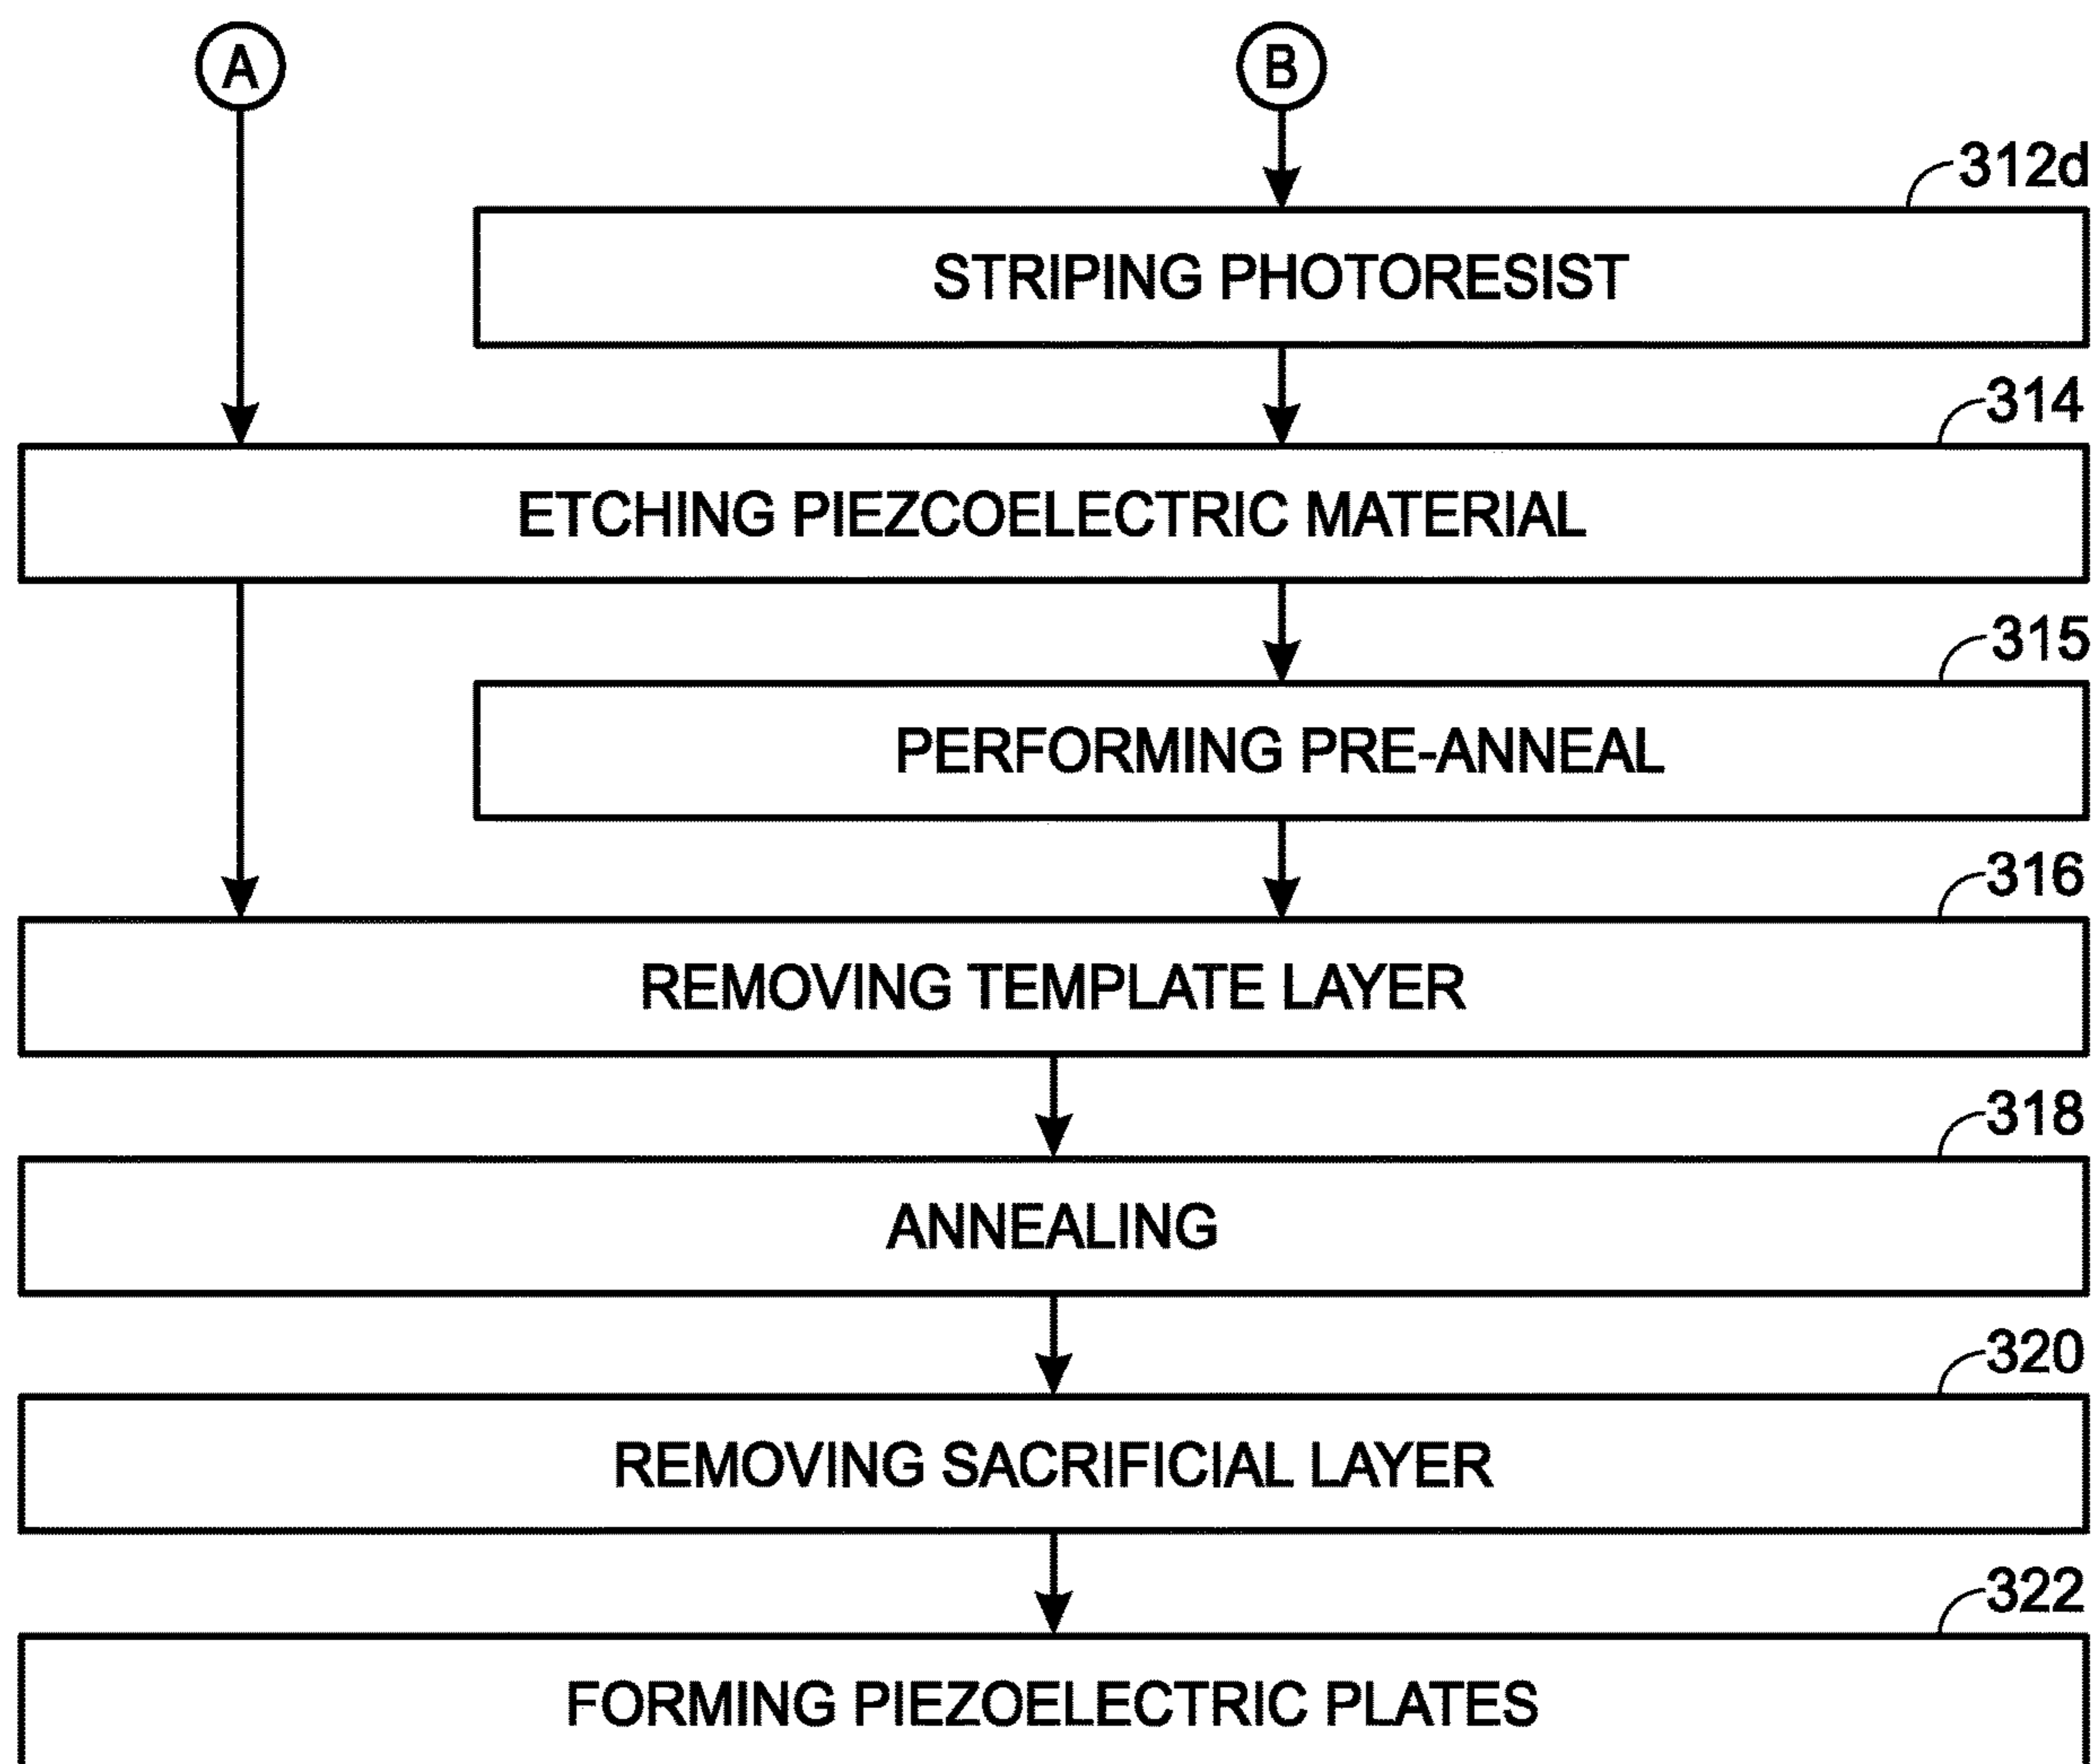 A
B
312d
STRIPING PHOTORESIST
314
ETCHING PIEZCOELECTRIC MATERIAL
315
PERFORMING PRE-ANNEAL
316
REMOVING TEMPLATE LAYER
318
ANNEALING
320
REMOVING SACRIFICIAL LAYER
322
FORMING PIEZOELECTRIC PLATES